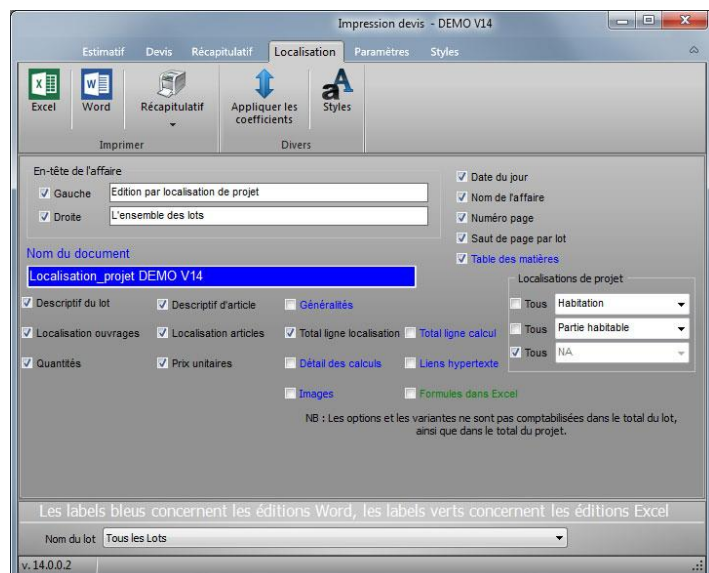 Impression devis - DEMO V14
Estimatif Devis Récapitulatif Localisation Paramètres Styles
Excel Word Récapitulatif Appliquer les coefficients Styles
Imprimer Divers
En-tête de l'affaire
Gauche Edition par localisation de projet
Droite L'ensemble des lots
Date du jour
Nom de l'affaire
Numéro page
Saut de page par lot
Table des matières
Nom du document
Localisation_projet DEMO V14
Localisations de projet
Tous Habitation
Tous Partie habitable
Tous NA
Descriptif du lot Descriptif d'article Généralités
Localisation ouvrages Localisation articles Total ligne localisation Total ligne calcul
Quantités Prix unitaires Détail des calculs Liens hypertexte
Images Formules dans Excel
NB : Les options et les variantes ne sont pas comptabilisées dans le total du lot,
ainsi que dans le total du projet.
Les labels bleus concernent les éditions Word, les labels verts concernent les éditions Excel
Nom du lot Tous les Lots
v. 14.0.0.2